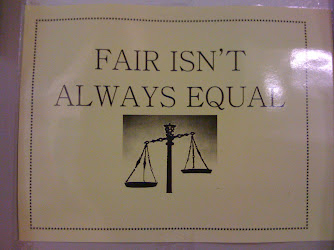 FAIR ISN'T
ALWAYS EQUAL